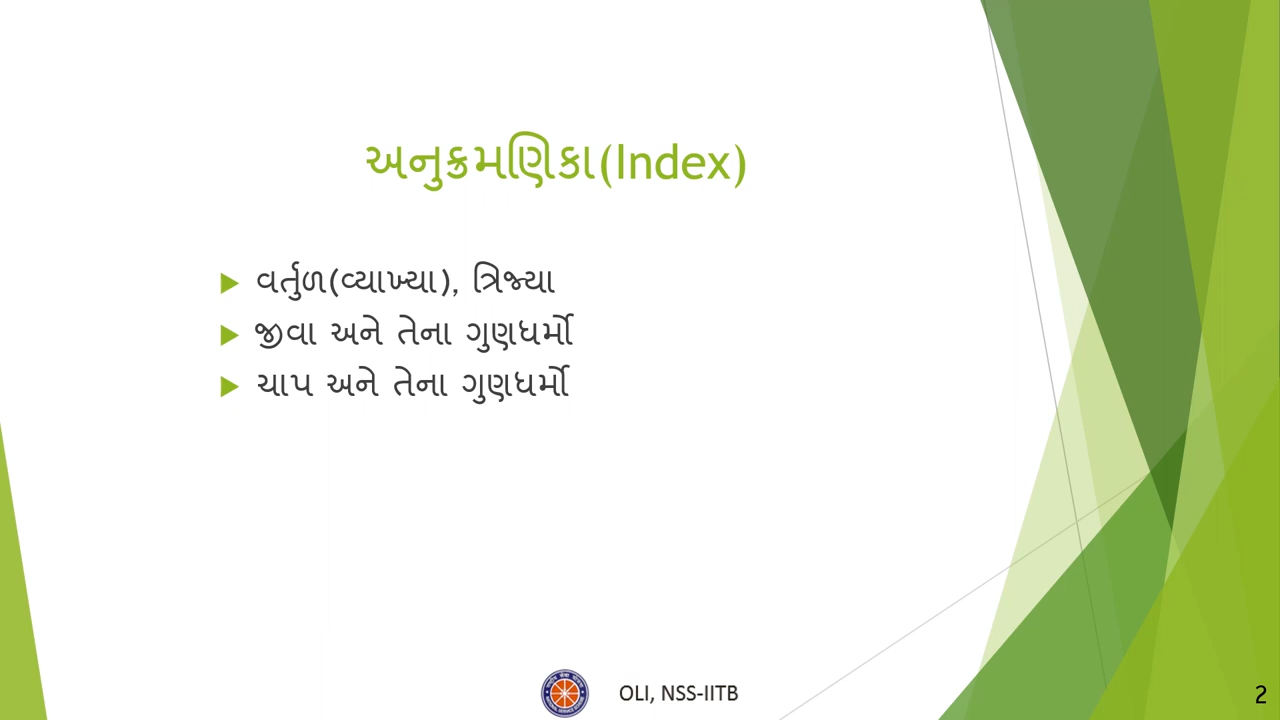 અનુક્રમણિકા(Index)
વર્તુળ(વ્યાખ્યા), ત્રિજ્યા
જીવા અને તેના ગુણધર્મો
ચાપ અને તેના ગુણધર્મો
OLI, NSS-IITB
2